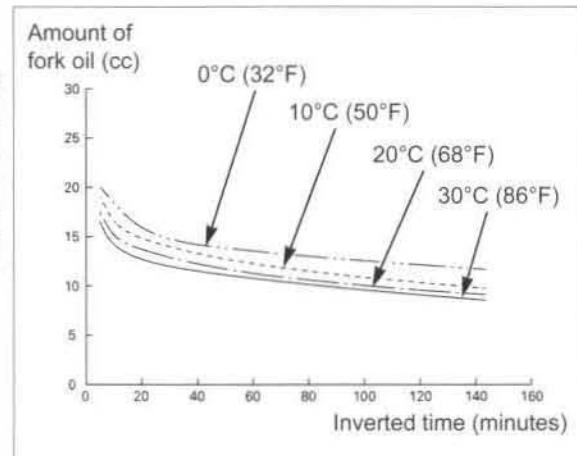 Amount of
fork oil (cc)
0°C (32°F)
10°C (50°F)
20°C (68°F)
30°C (86°F)
30
25
20
15
10
5
0
0 20 40 60 80 100 120 140 160
Inverted time (minutes)